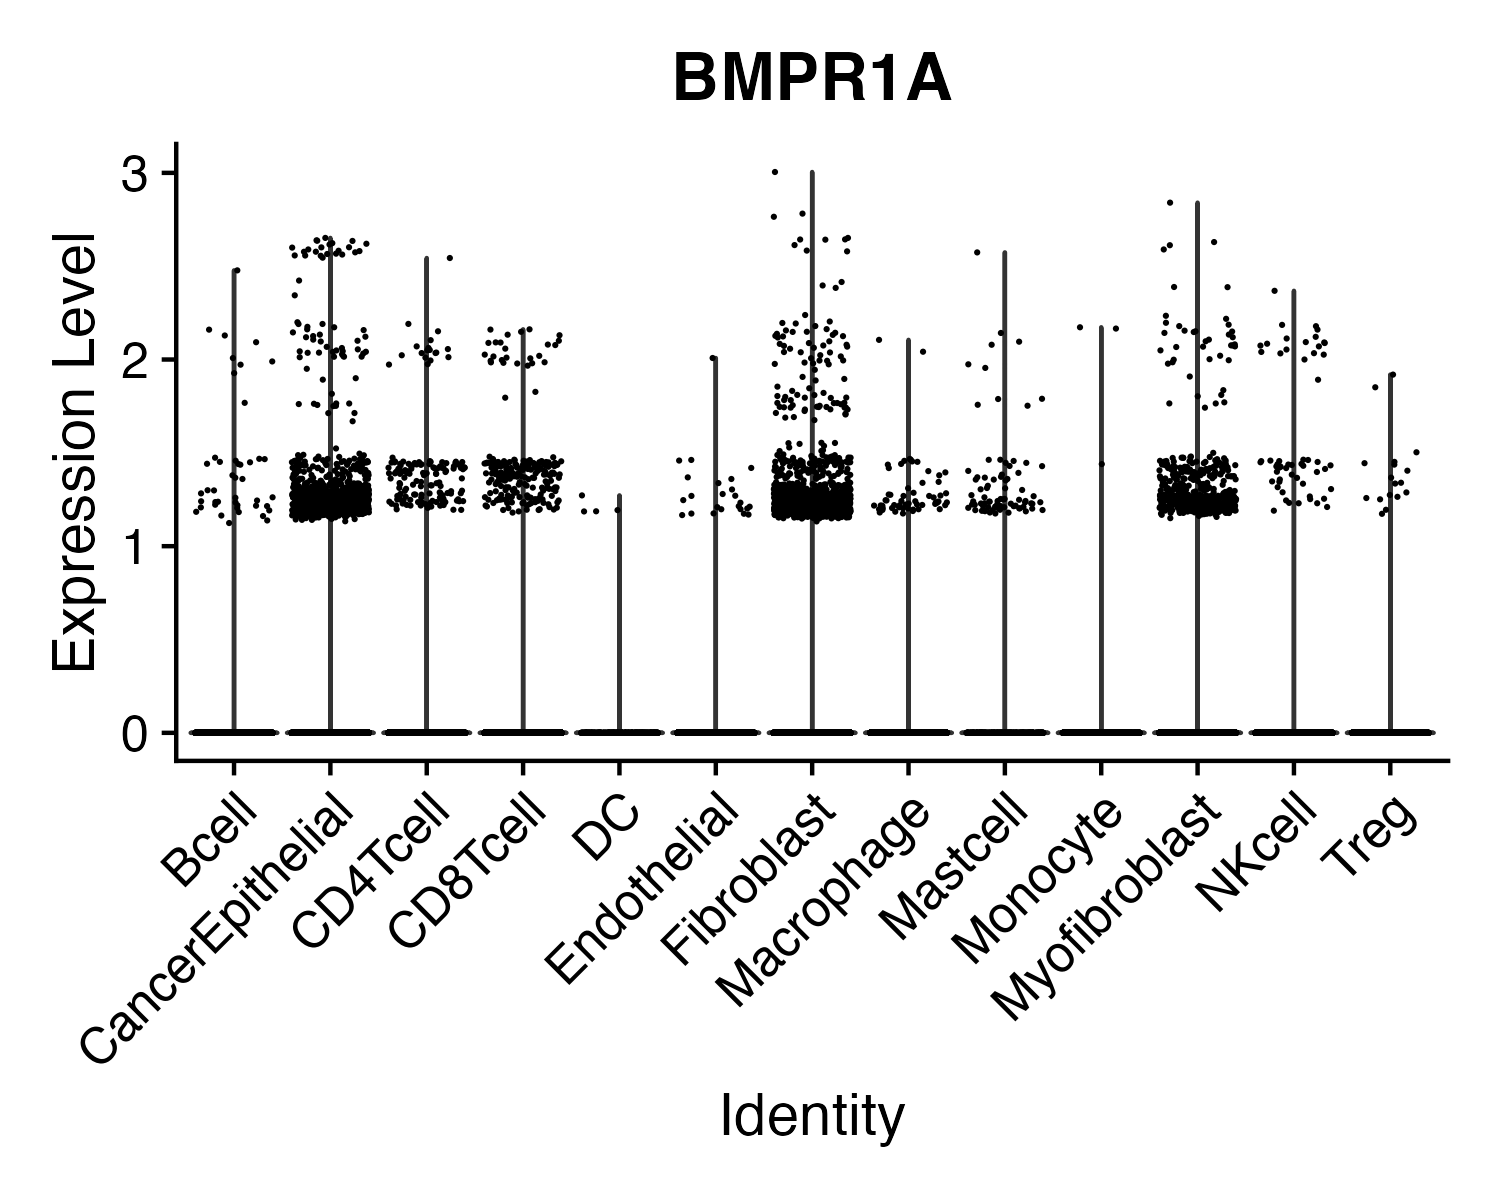 BMPR1A
Expression Level
3
2
1
0
Bcell
CancerEpithelial
CD4Tcell
CD8Tcell
DC
Endothelial
Fibroblast
Macrophage
Mastcell
Monocyte
Myofibroblast
NKcell
Treg
Identity